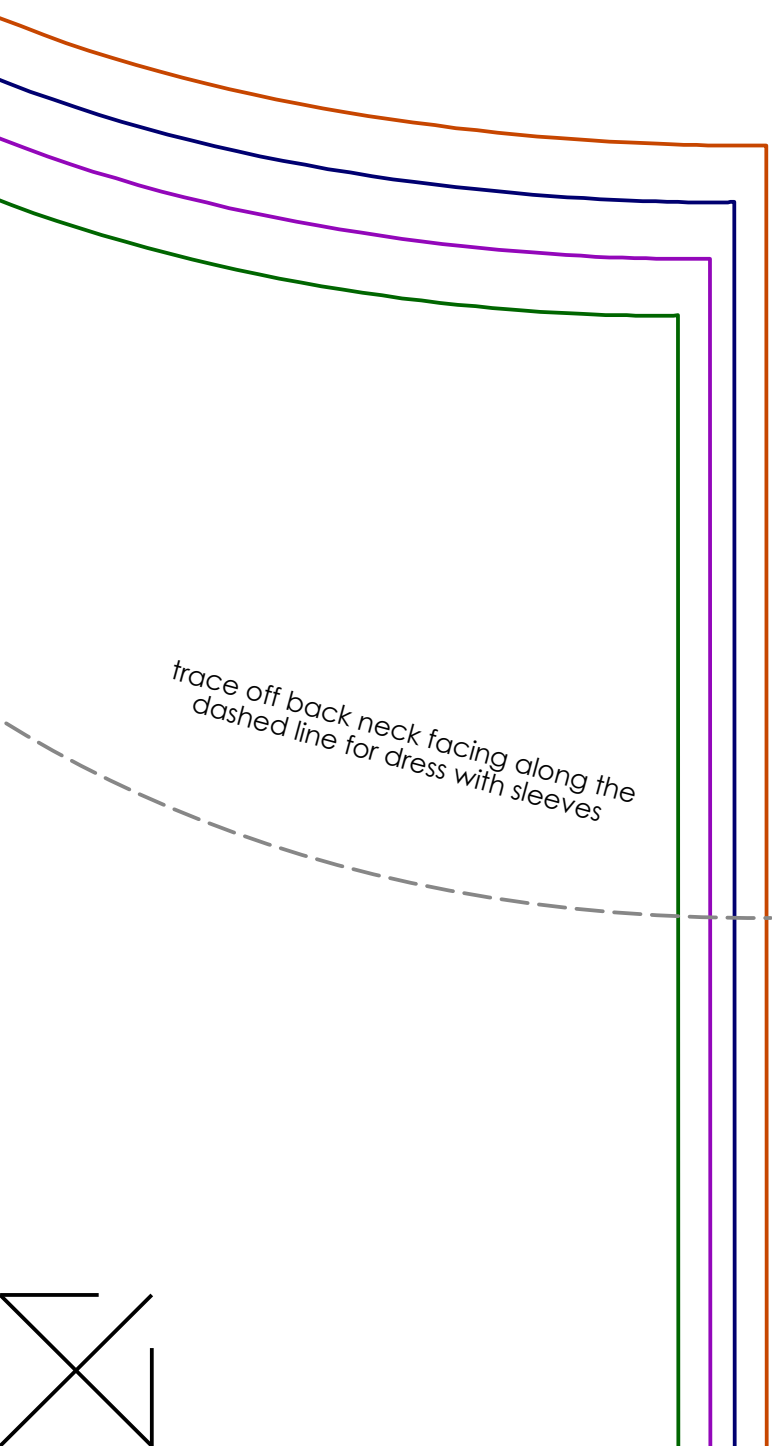 trace off back neck facing along the
dashed line for dress with sleeves